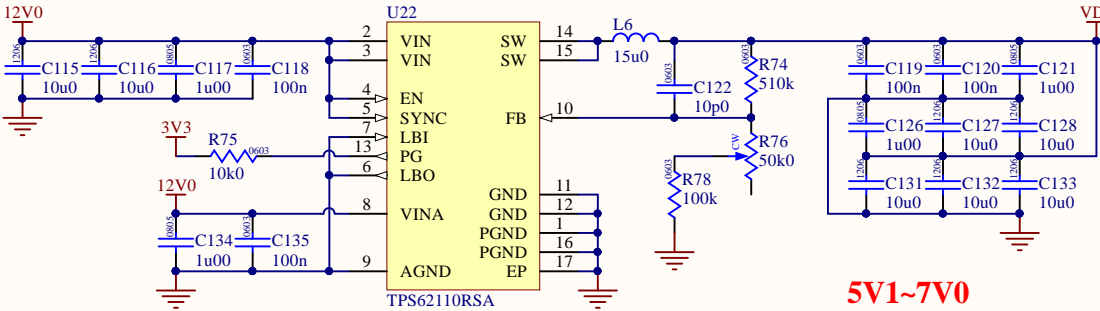 12V0
1206
C115
10u0
1206
C116
10u0
0805
C117
1u00
0603
C118
100n
3V3
R75
0603
10k0
12V0
0805
C134
1u00
0603
C135
100n
U22
2 VIN
3 VIN
4 EN
5 SYNC
7 LBI
13 PG
6 LBO
8 VINA
9 AGND
SW 14
SW 15
FB 10
GND 11
GND 12
PGND 1
PGND 16
EP 17
TPS62110RSA
L6
15u0
0603
C122
10p0
0603
R74
510k
CW
R76
50k0
0603
R78
100k
VD
0603
C119
100n
0603
C120
100n
0805
C121
1u00
0805
C126
1u00
1206
C127
10u0
1206
C128
10u0
1206
C131
10u0
1206
C132
10u0
1206
C133
10u0
5V1~7V0